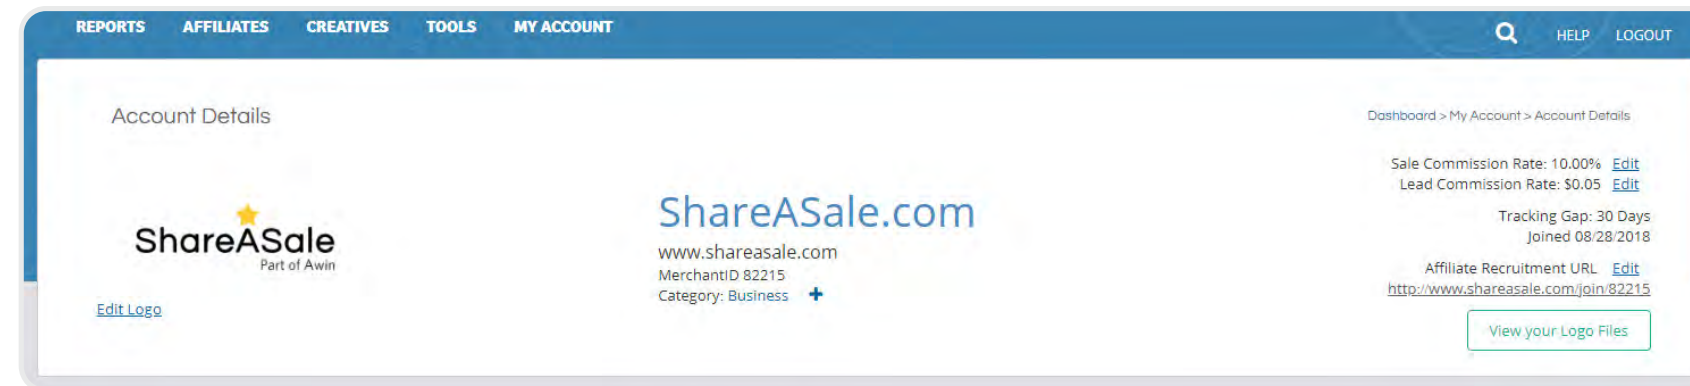 REPORTS AFFILIATES CREATIVES TOOLS MY ACCOUNT HELP LOGOUT
Account Details
Dashboard > My Account > Account Details
ShareASale
Part of Awin
Edit Logo
ShareASale.com
www.shareasale.com
MerchantID 82215
Category: Business
Sale Commission Rate: 10.00% Edit
Lead Commission Rate: $0.05 Edit
Tracking Gap: 30 Days
Joined 08/28/2018
Affiliate Recruitment URL Edit
http://www.shareasale.com/join/82215
View your Logo Files